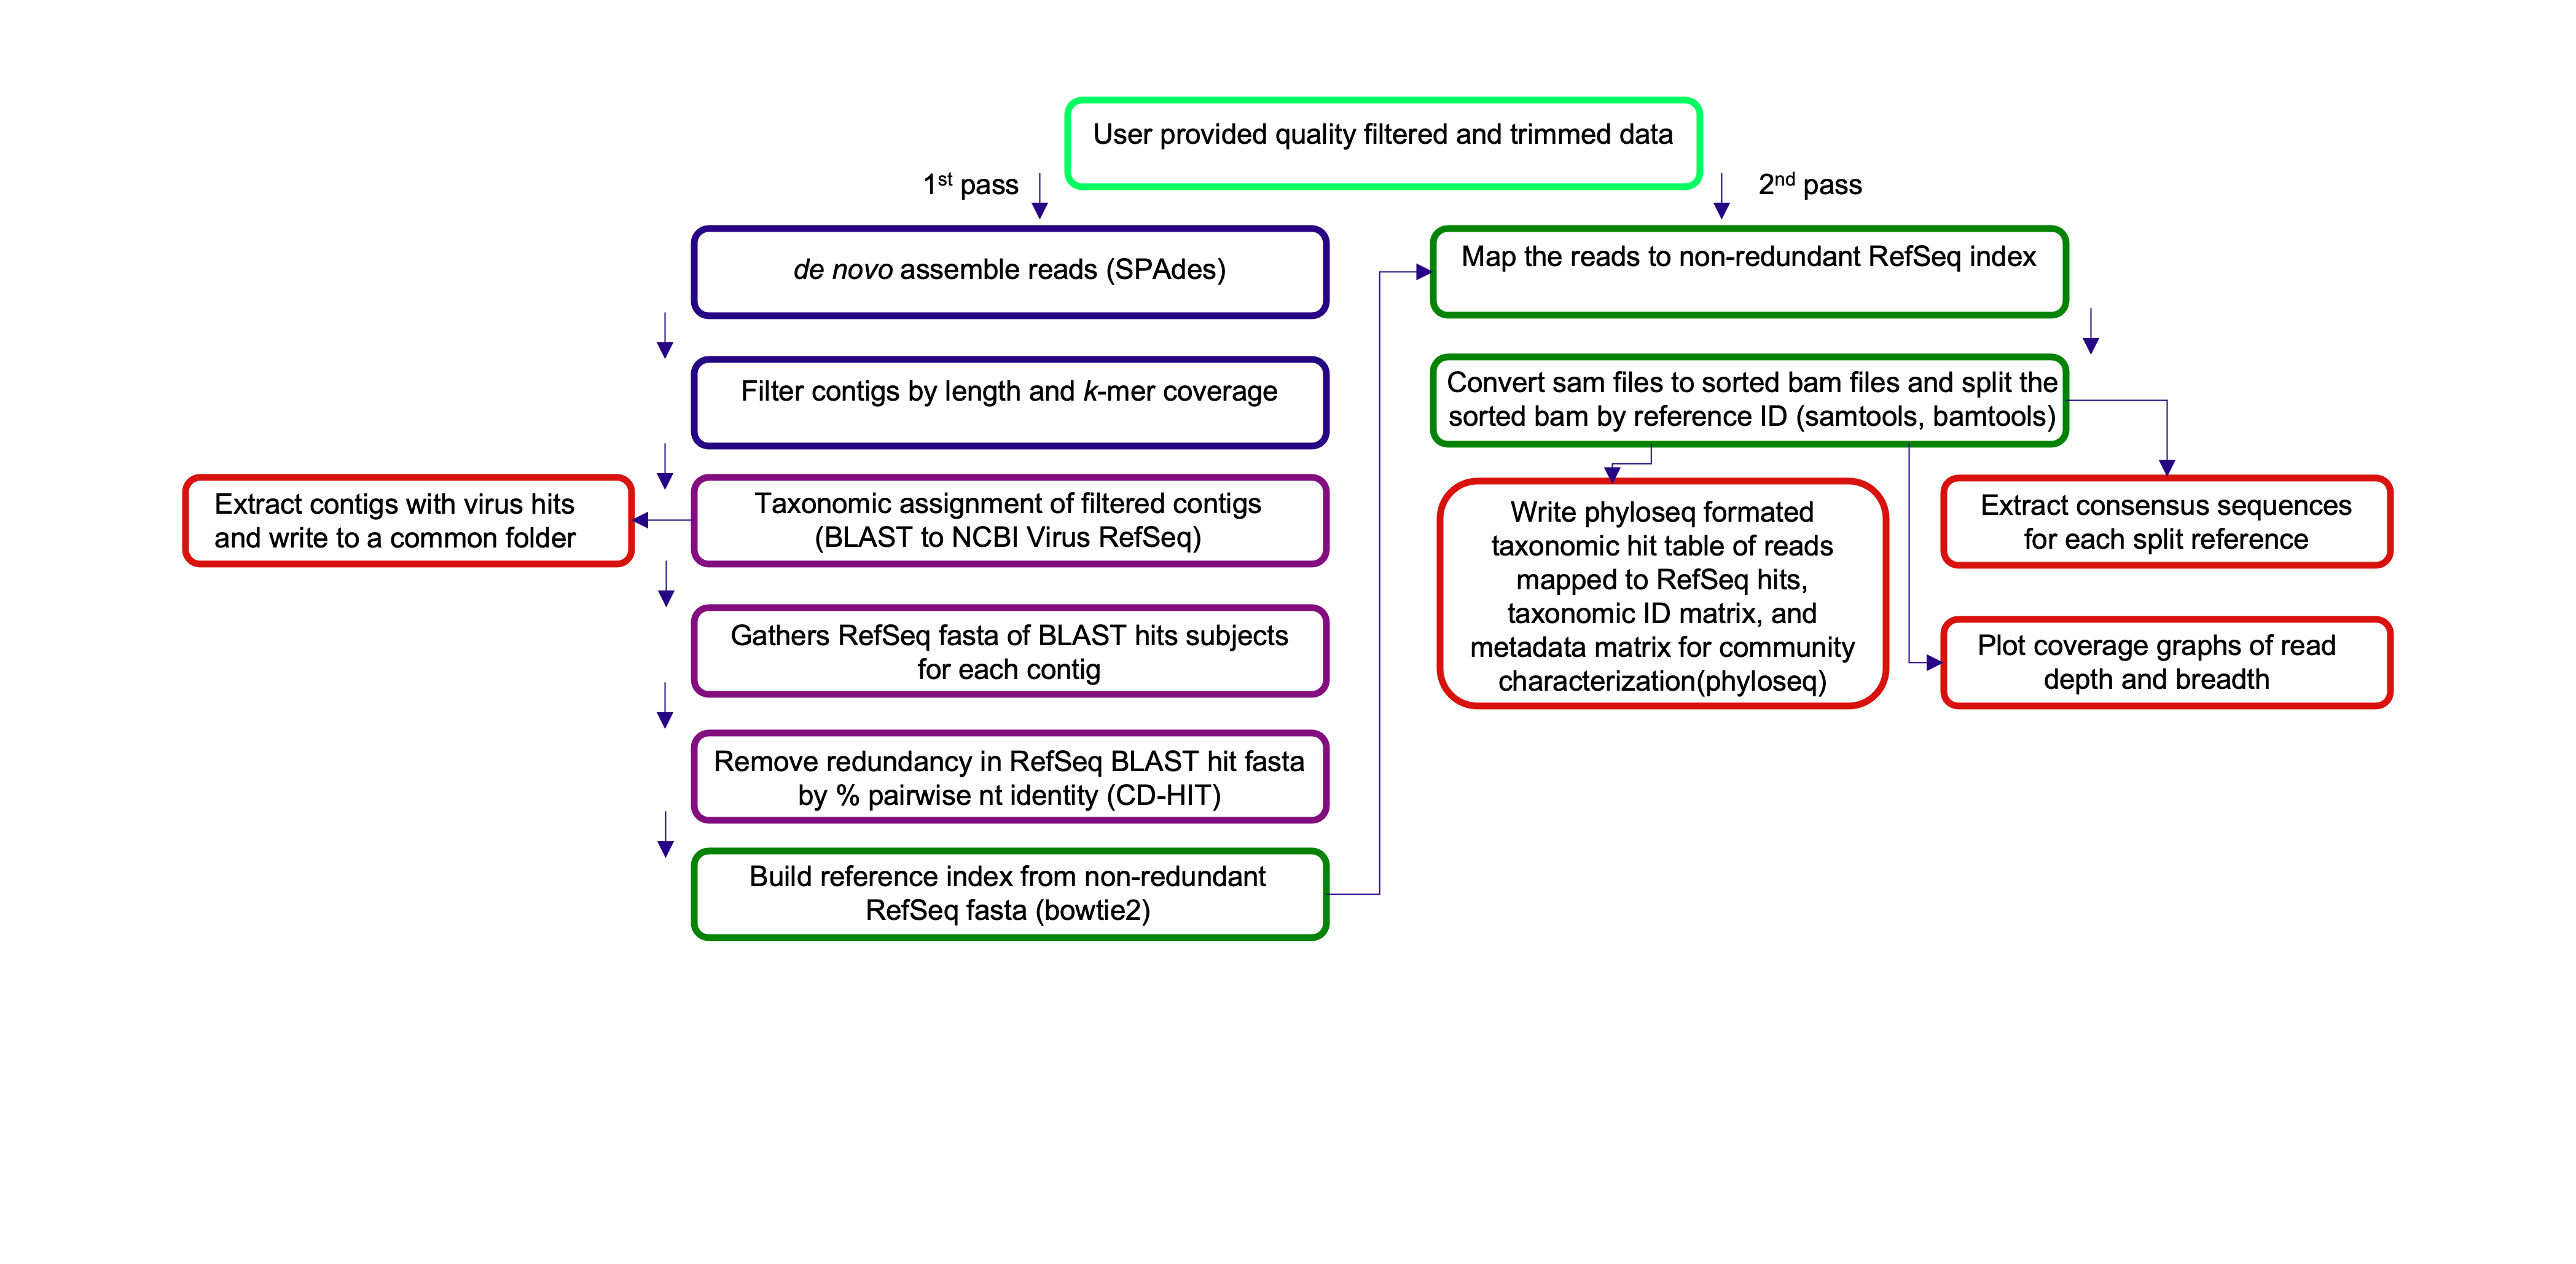 User provided quality filtered and trimmed data
1st pass
2nd pass
de novo assemble reads (SPAdes)
Filter contigs by length and k-mer coverage
Extract contigs with virus hits
and write to a common folder
Taxonomic assignment of filtered contigs
(BLAST to NCBI Virus RefSeq)
Gathers RefSeq fasta of BLAST hits subjects
for each contig
Remove redundancy in RefSeq BLAST hit fasta
by % pairwise nt identity (CD-HIT)
Build reference index from non-redundant
RefSeq fasta (bowtie2)
Map the reads to non-redundant RefSeq index
Convert sam files to sorted bam files and split the
sorted bam by reference ID (samtools, bamtools)
Write phyloseq formated
taxonomic hit table of reads
mapped to RefSeq hits,
taxonomic ID matrix, and
metadata matrix for community
characterization(phyloseq)
Extract consensus sequences
for each split reference
Plot coverage graphs of read
depth and breadth